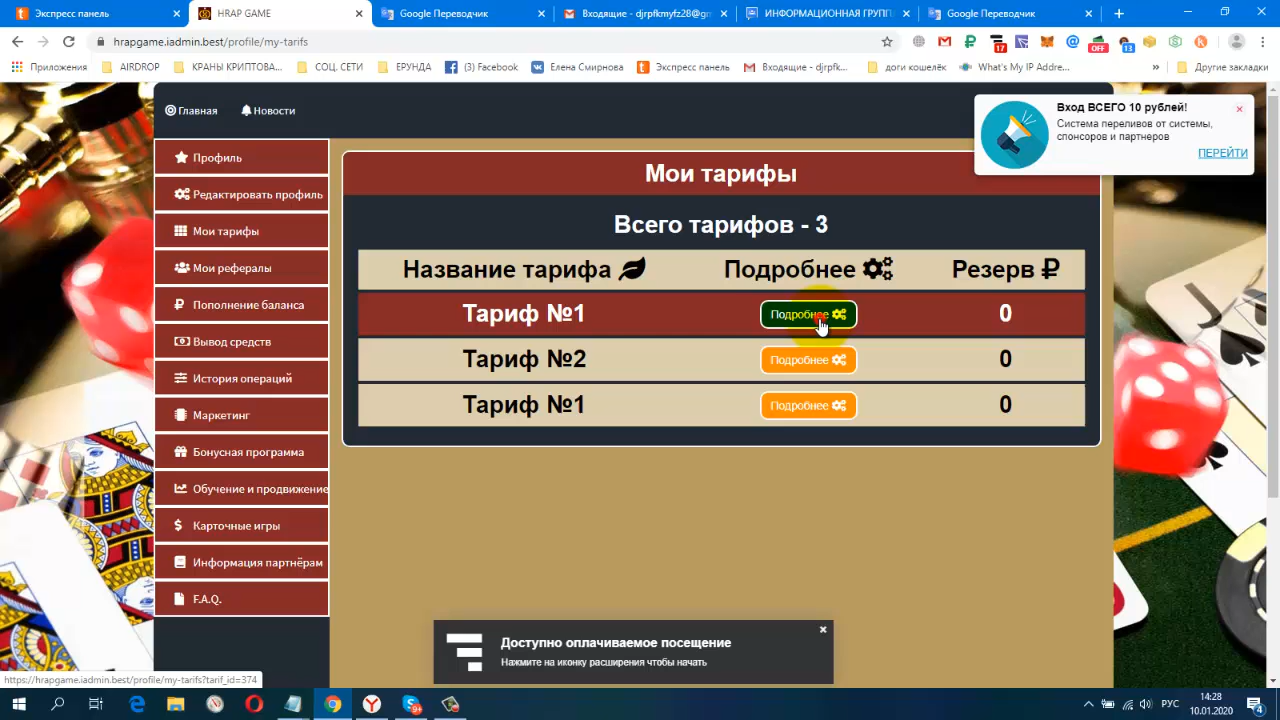 Экспресс панель
HRAP GAME
Google Переводчик
Входящие - djrpfkmyfz28@gm
ИНФОРМАЦИОННАЯ ГРУПП
Google Переводчик
hrapgame.iadmin.best/profile/my-tarifs
17
OFF
13
Приложения
AIRDROP
КРАНЫ КРИПТОВА...
СОЦ. СЕТИ
ЕРУНДА
(3) Facebook
Елена Смирнова
Экспресс панель
Входящие - djrpfk...
доги кошелёк
What's My IP Addre...
»
Другие закладки
Главная
Новости
Вход ВСЕГО 10 рублей!
Система переливов от системы,
спонсоров и партнеров
ПЕРЕЙТИ
Профиль
Редактировать профиль
Мои тарифы
Мои рефералы
Пополнение баланса
Вывод средств
История операций
Маркетинг
Бонусная программа
Обучение и продвижение
Карточные игры
Информация партнёрам
F.A.Q.
Мои тарифы
Всего тарифов - 3
Название тарифа
Подробнее
Резерв ₽
Тариф №1
Подробнее
0
Тариф №2
Подробнее
0
Тариф №1
Подробнее
0
Доступно оплачиваемое посещение
Нажмите на иконку расширения чтобы начать
https://hrapgame.iadmin.best/profile/my-tarifs?tarif_id=374
РУС
14:28
10.01.2020
4